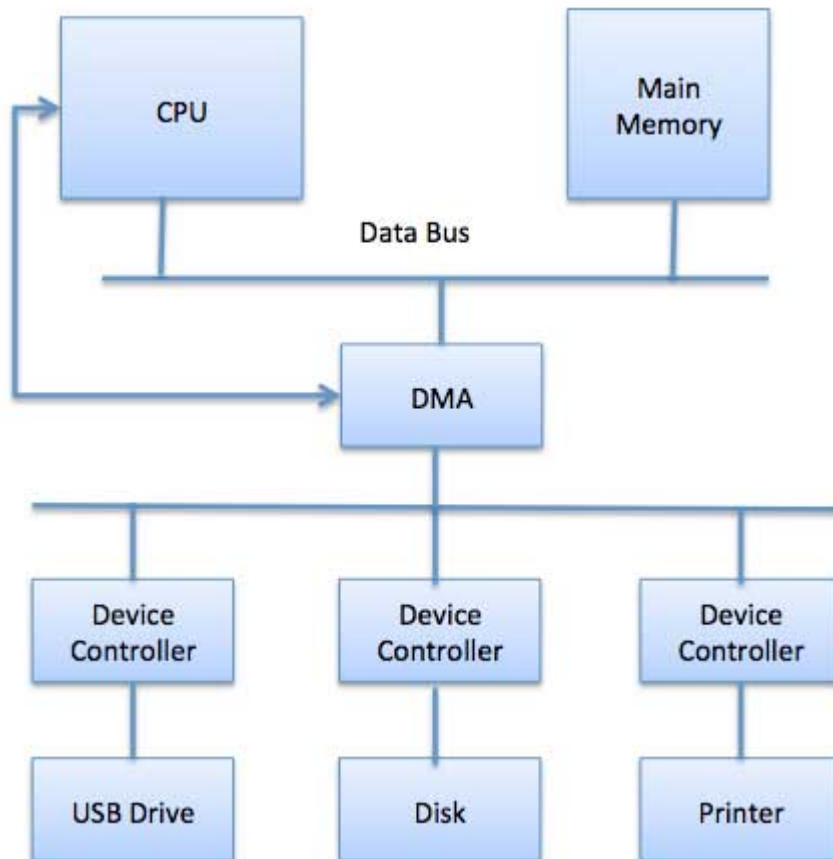 CPU
Main
Memory
Data Bus
DMA
Device
Controller
Device
Controller
Device
Controller
USB Drive
Disk
Printer